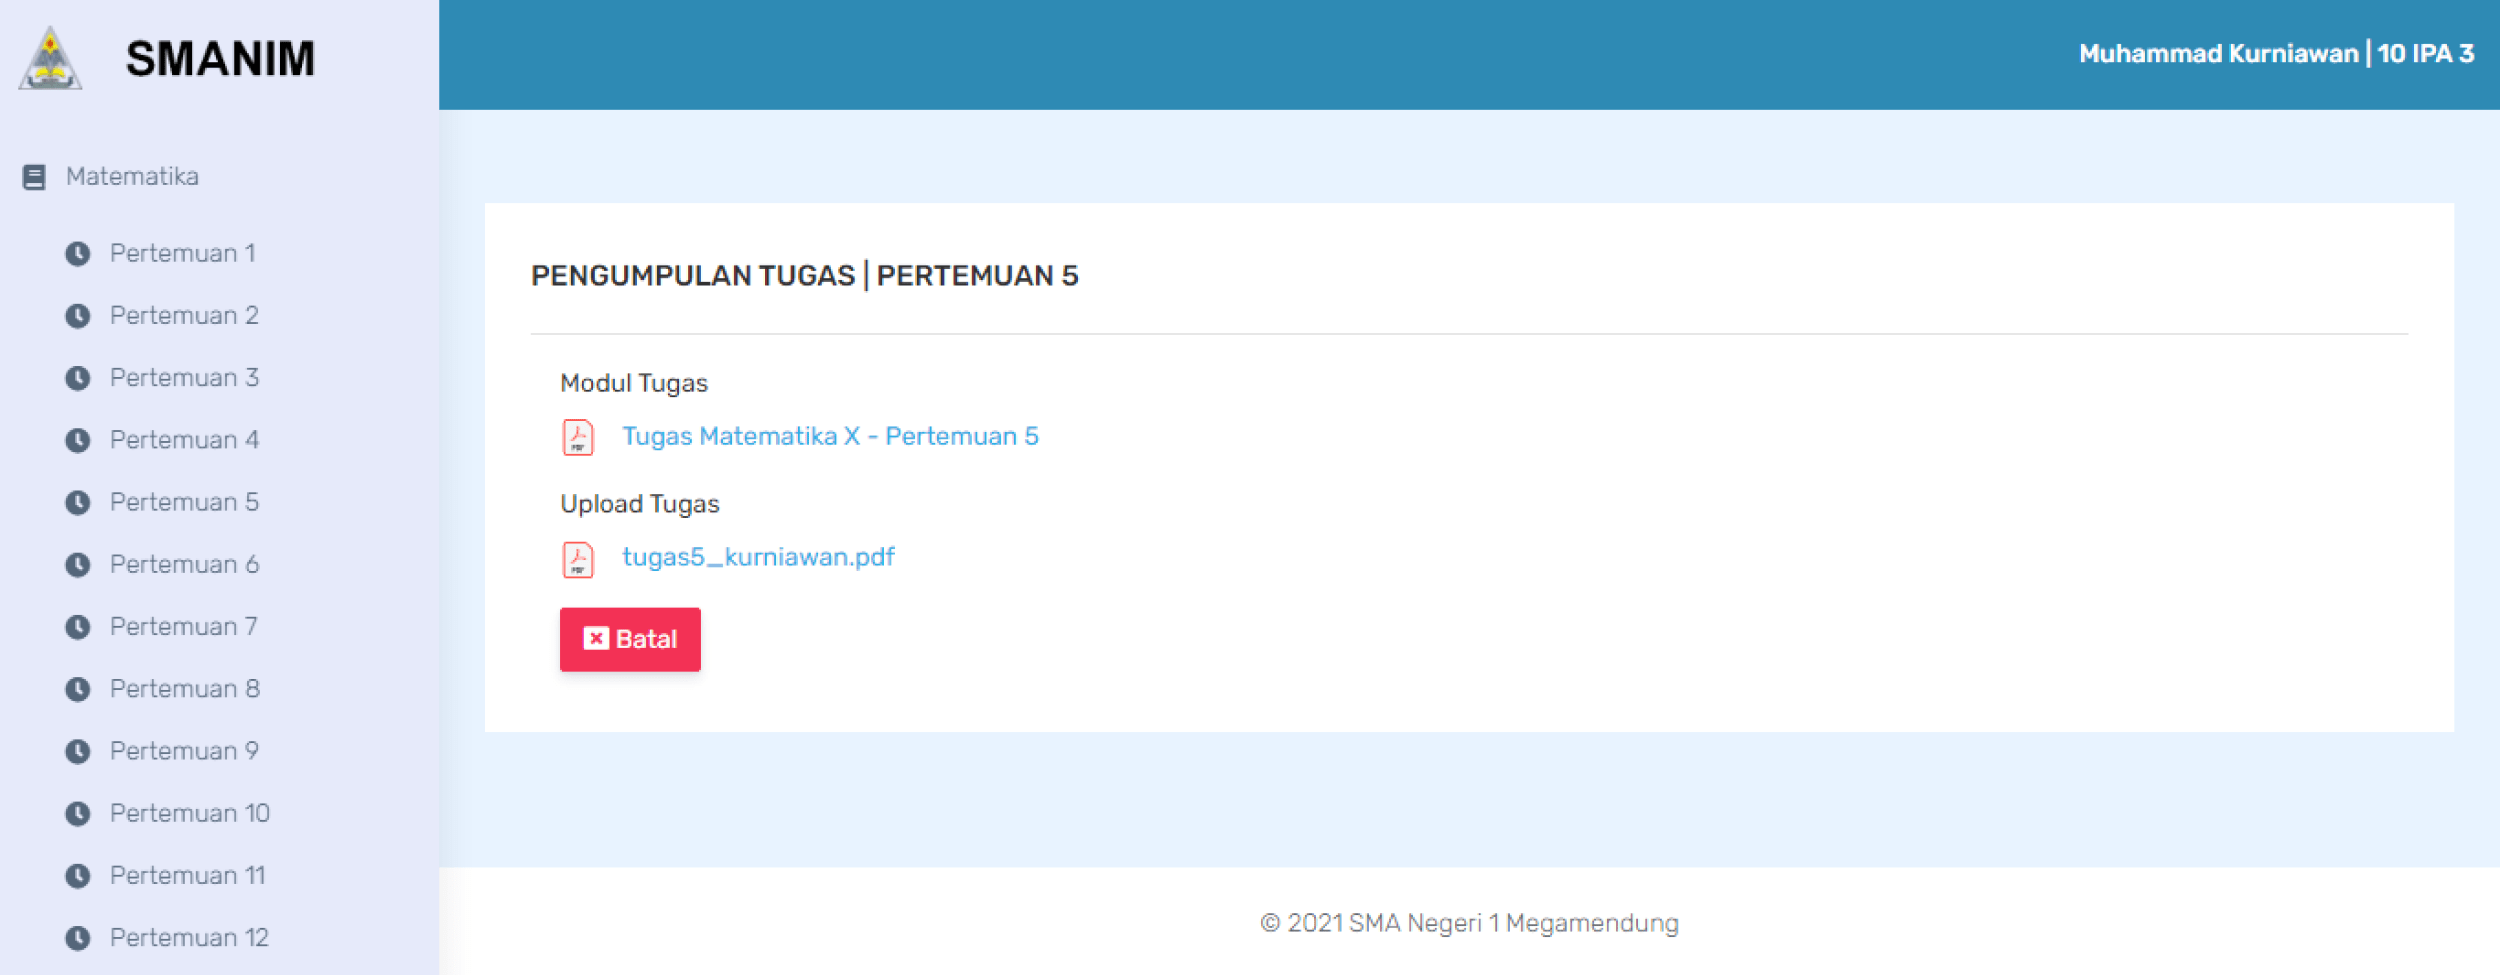 SMANIM
Muhammad Kurniawan | 10 IPA 3
Matematika
Pertemuan 1
Pertemuan 2
Pertemuan 3
Pertemuan 4
Pertemuan 5
Pertemuan 6
Pertemuan 7
Pertemuan 8
Pertemuan 9
Pertemuan 10
Pertemuan 11
Pertemuan 12
PENGUMPULAN TUGAS | PERTEMUAN 5
Modul Tugas
PDF
Tugas Matematika X - Pertemuan 5
Upload Tugas
PDF
tugas5_kurniawan.pdf
Batal
© 2021 SMA Negeri 1 Megamendung